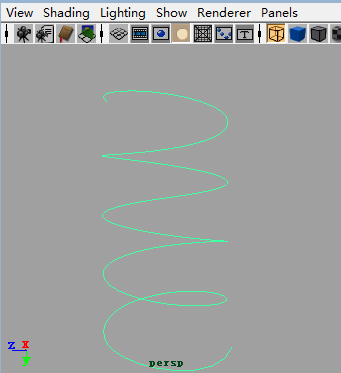 View Shading Lighting Show Renderer Panels
T
Z X
persp